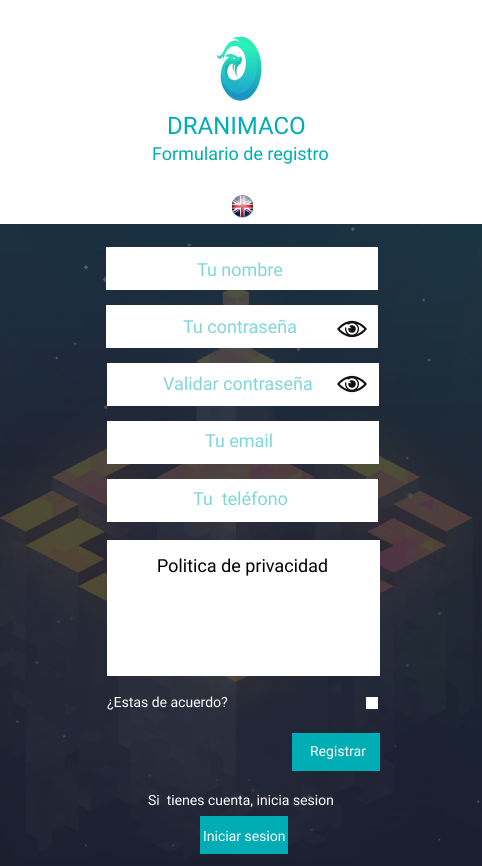 DRANIMACO
Formulario de registro
Tu nombre
Tu contraseña
Validar contraseña
Tu email
Tu teléfono
Politica de privacidad
¿Estas de acuerdo?
Registrar
Si tienes cuenta, inicia sesion
Iniciar sesion